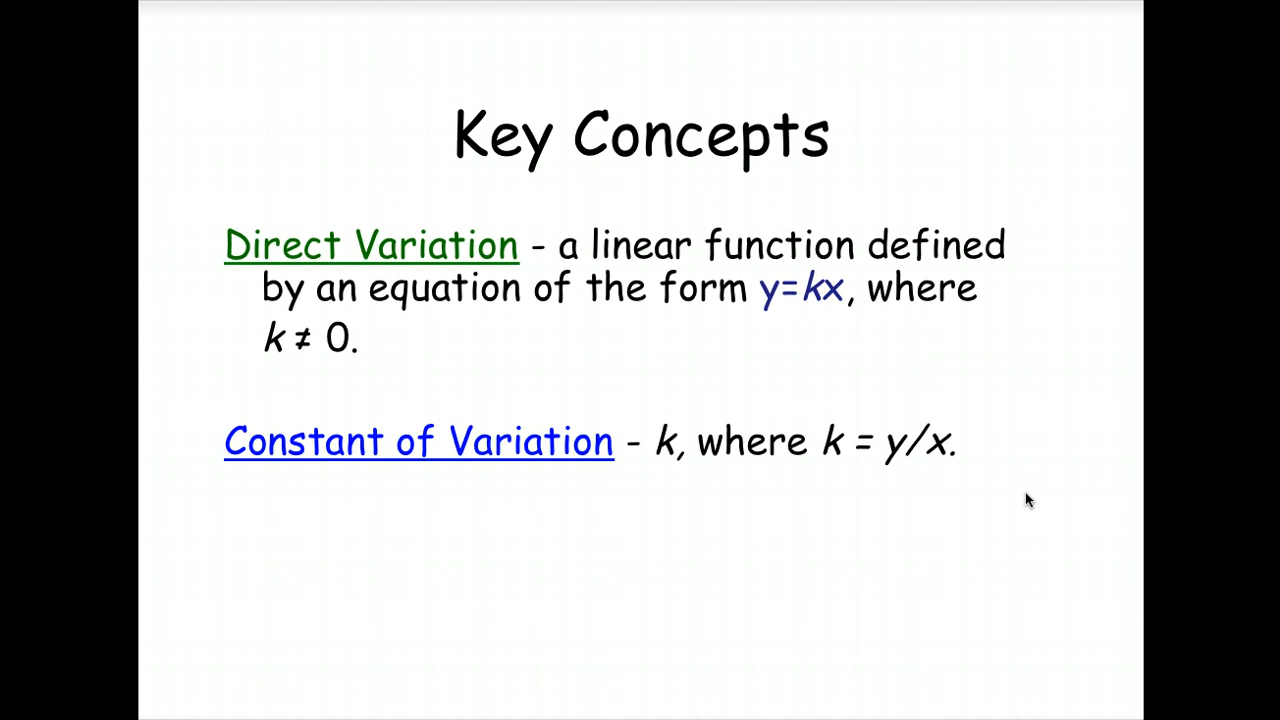 Key Concepts
Direct Variation - a linear function defined
by an equation of the form y=kx, where
k ≠ 0.
Constant of Variation - k, where k = y/x.